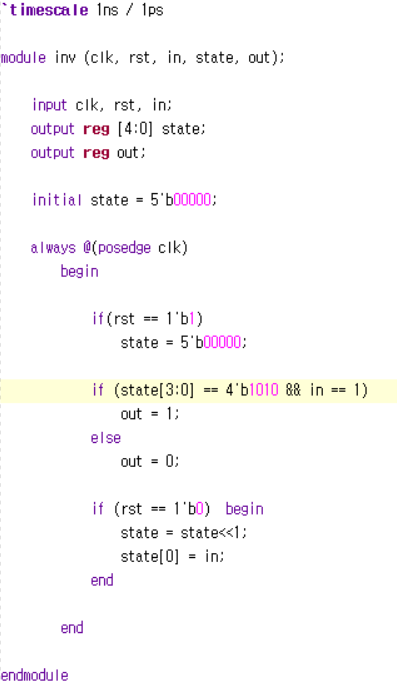 `timescale 1ns / 1ps
module inv (clk, rst, in, state, out);
input clk, rst, in;
output reg [4:0] state;
output reg out;
initial state = 5'b00000;
always @(posedge clk)
begin
if(rst == 1'b1)
state = 5'b00000;
if (state[3:0] == 4'b1010 && in == 1)
out = 1;
else
out = 0;
if (rst == 1'b0) begin
state = state<<1;
state[0] = in;
end
end
endmodule